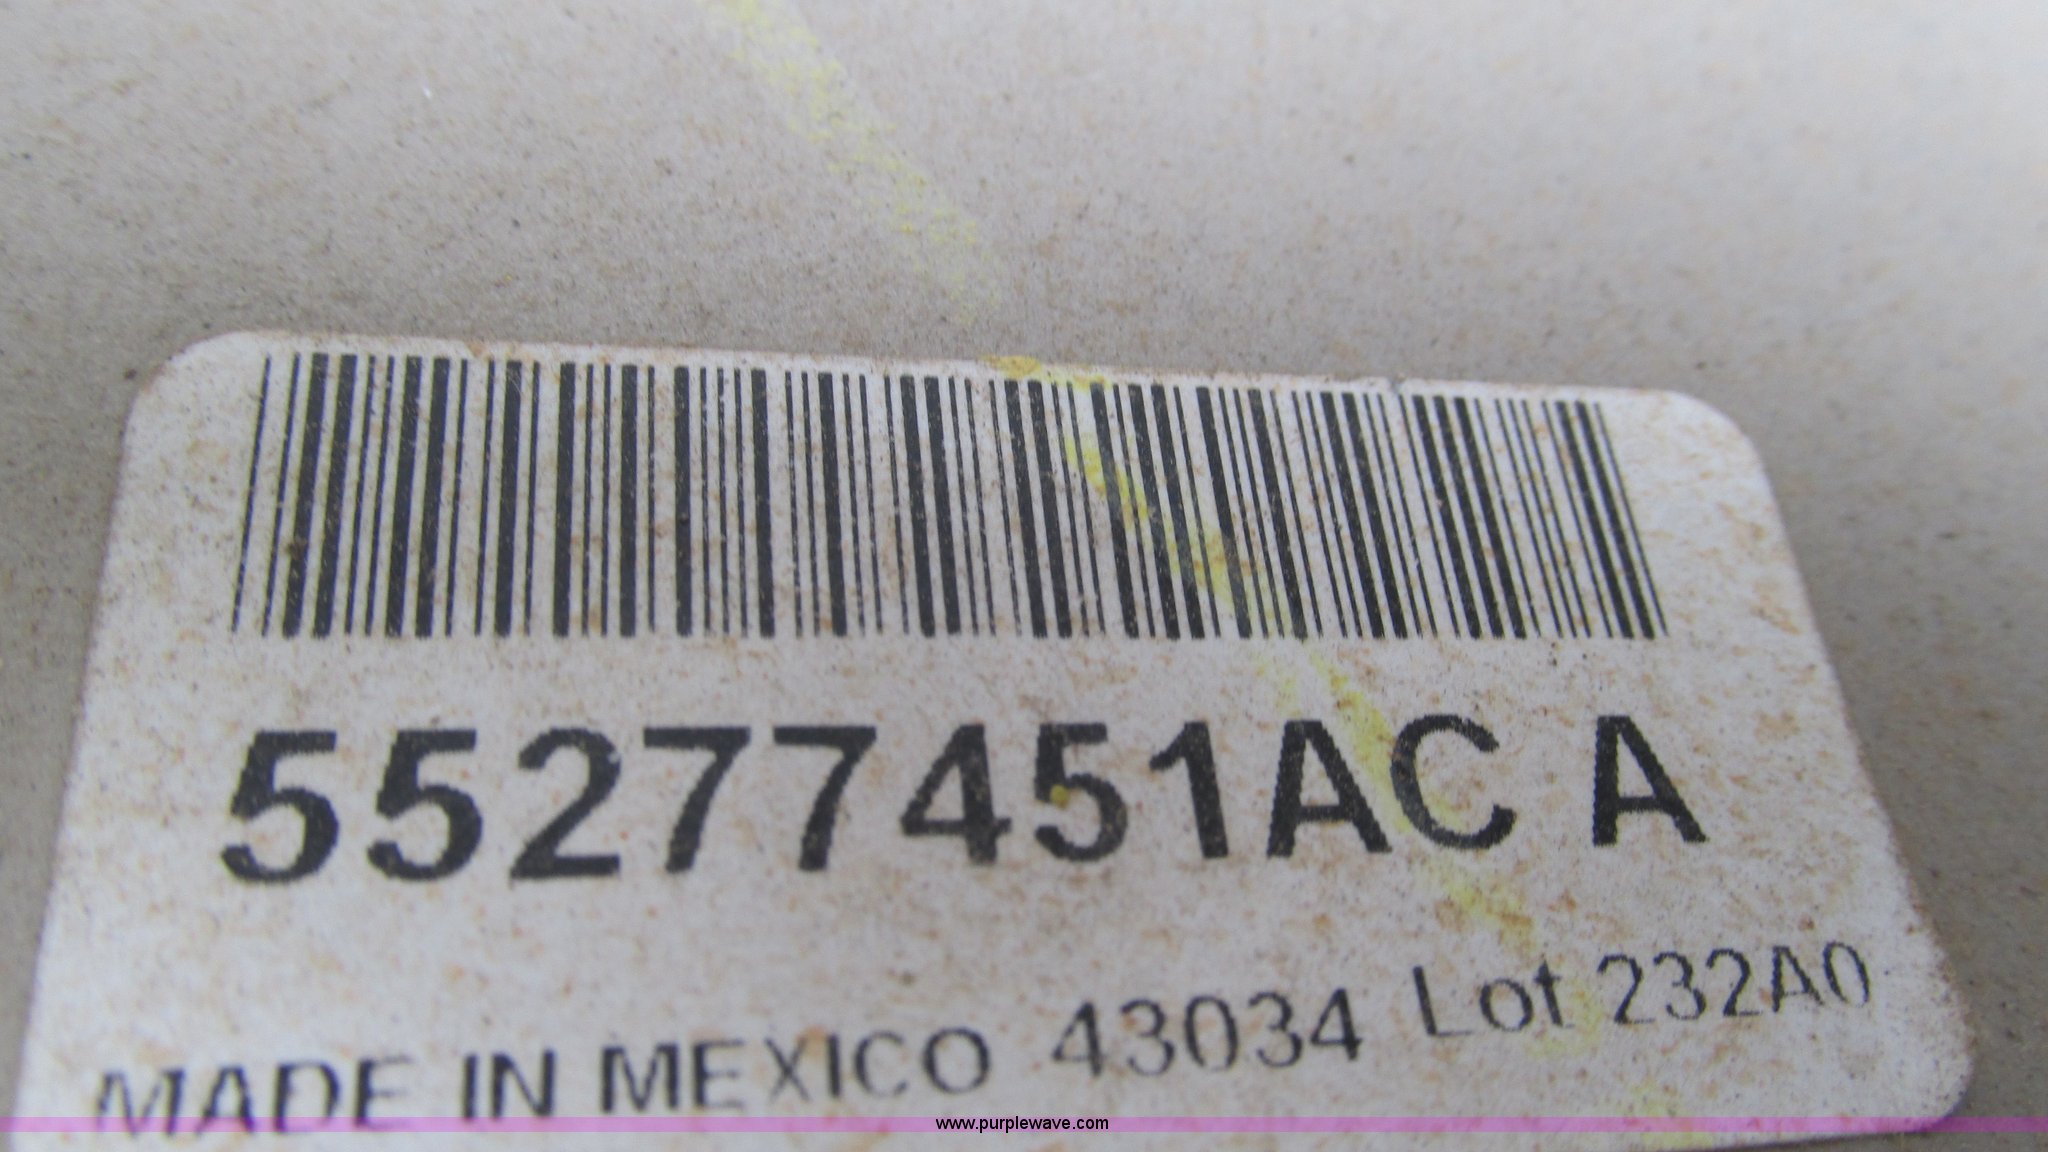 55277451AC A
MADE IN MEXICO 43034 Lot 232A0
www.purplewave.com